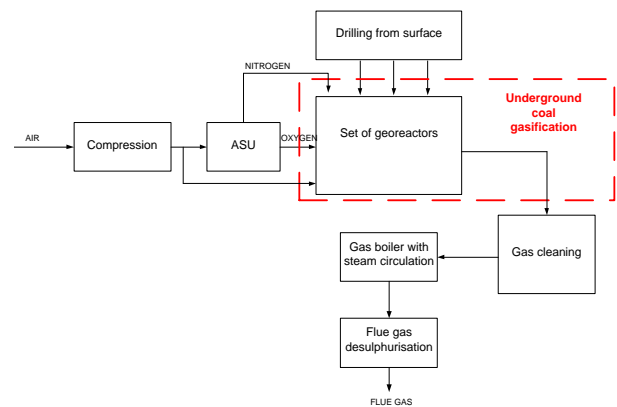 Drilling from surface
NITROGEN
Underground
coal
gasification
AIR
Compression
ASU
OXYGEN
Set of georeactors
Gas boiler with
steam circulation
Gas cleaning
Flue gas
desulphurisation
FLUE GAS